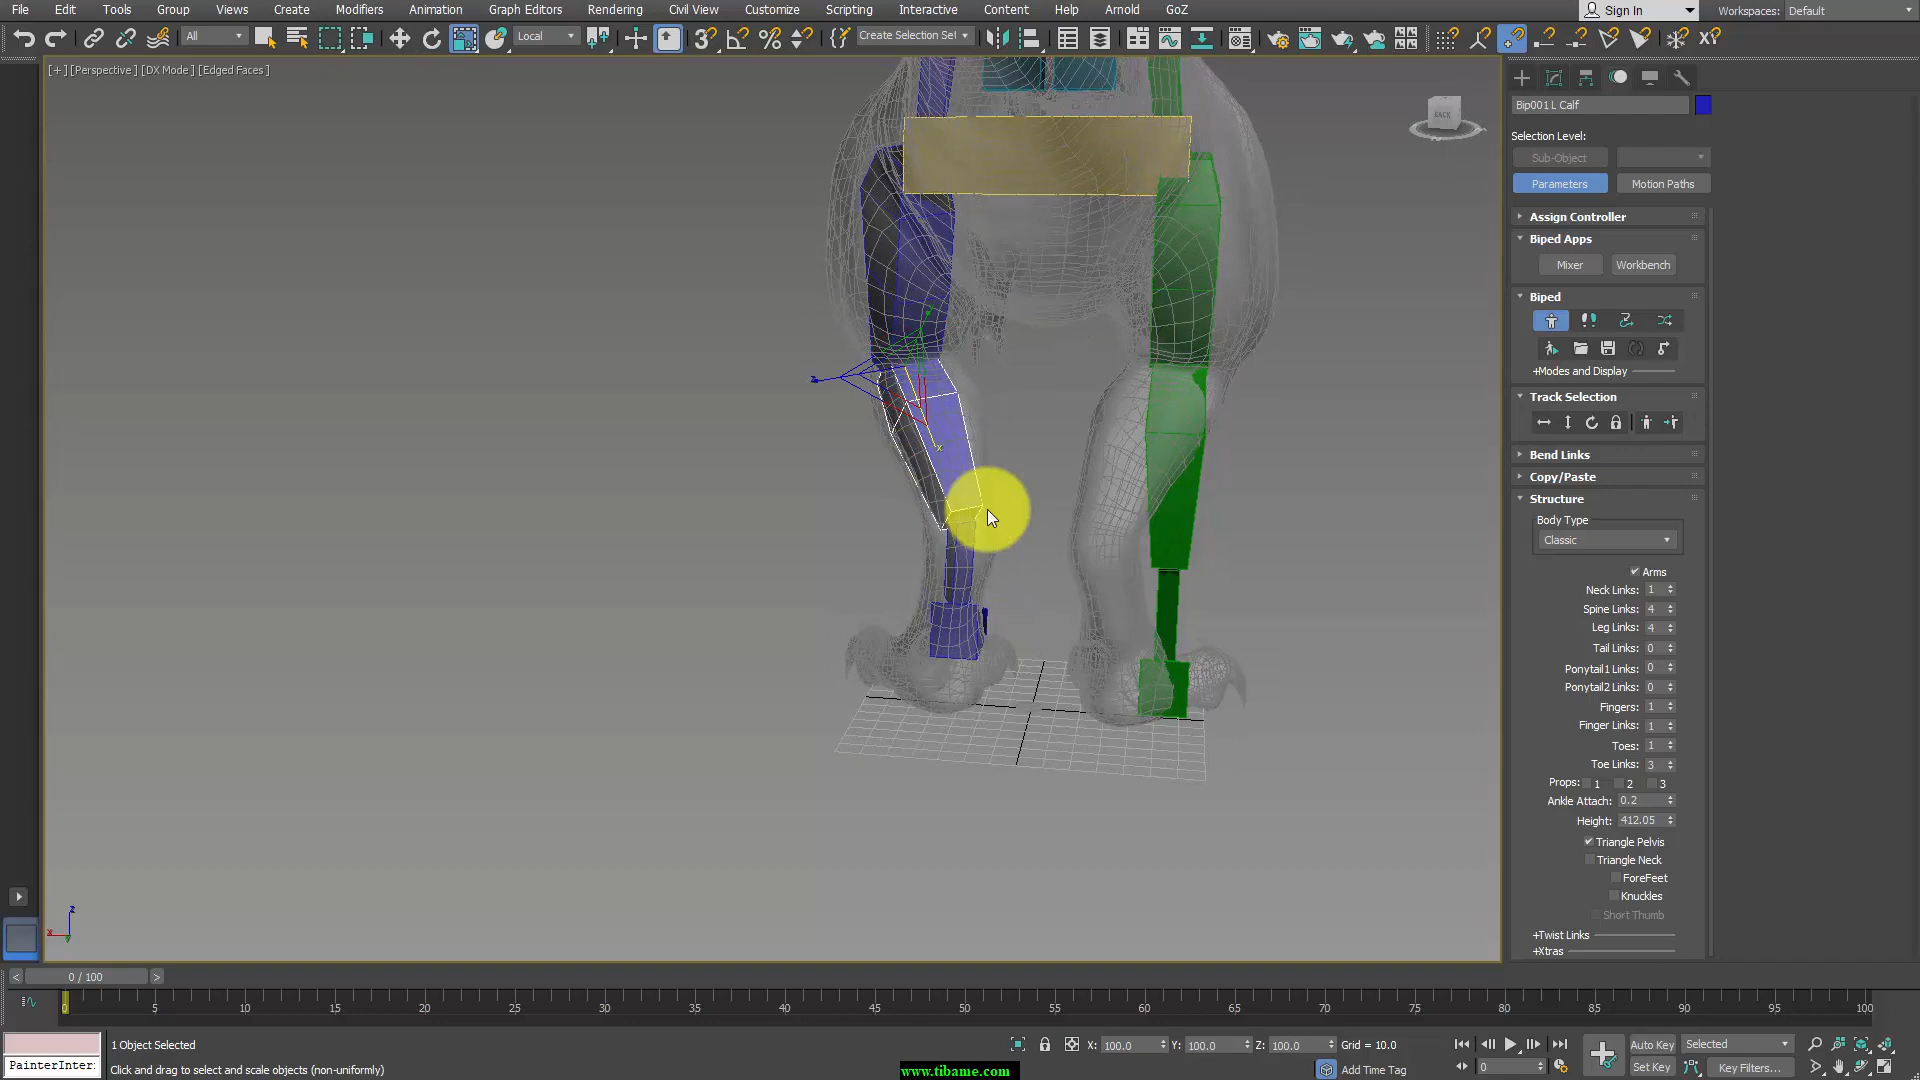 File Edit Tools Group Views Create Modifiers Animation Graph Editors Rendering Civil View Customize Scripting Interactive Content Help Arnold GoZ Sign In Workspaces: Default
All Local Create Selection Set
[+] [Perspective ] [DX Mode ] [Edged Faces ]
BACK
Bip001 L Calf
Selection Level:
Sub-Object
Parameters Motion Paths
Assign Controller
Biped Apps
Mixer Workbench
Biped
+Modes and Display
Track Selection
Bend Links
Copy/Paste
Structure
Body Type
Classic
Arms
Neck Links: 1
Spine Links: 4
Leg Links: 4
Tail Links: 0
Ponytail1 Links: 0
Ponytail2 Links: 0
Fingers: 1
Finger Links: 1
Toes: 1
Toe Links: 3
Props: 1 2 3
Ankle Attach: 0.2
Height: 412.05
Triangle Pelvis
Triangle Neck
ForeFeet
Knuckles
Short Thumb
+Twist Links
+Xtras
z
x
z
x
< 0 / 100 >
0 5 10 15 20 25 30 35 40 45 50 55 60 65 70 75 80 85 90 95 100
1 Object Selected X: 100.0 Y: 100.0 Z: 100.0 Grid = 10.0 Auto Key Selected
PainterInter: Click and drag to select and scale objects (non-uniformly) www.tibame.com Add Time Tag 0 Set Key Key Filters...